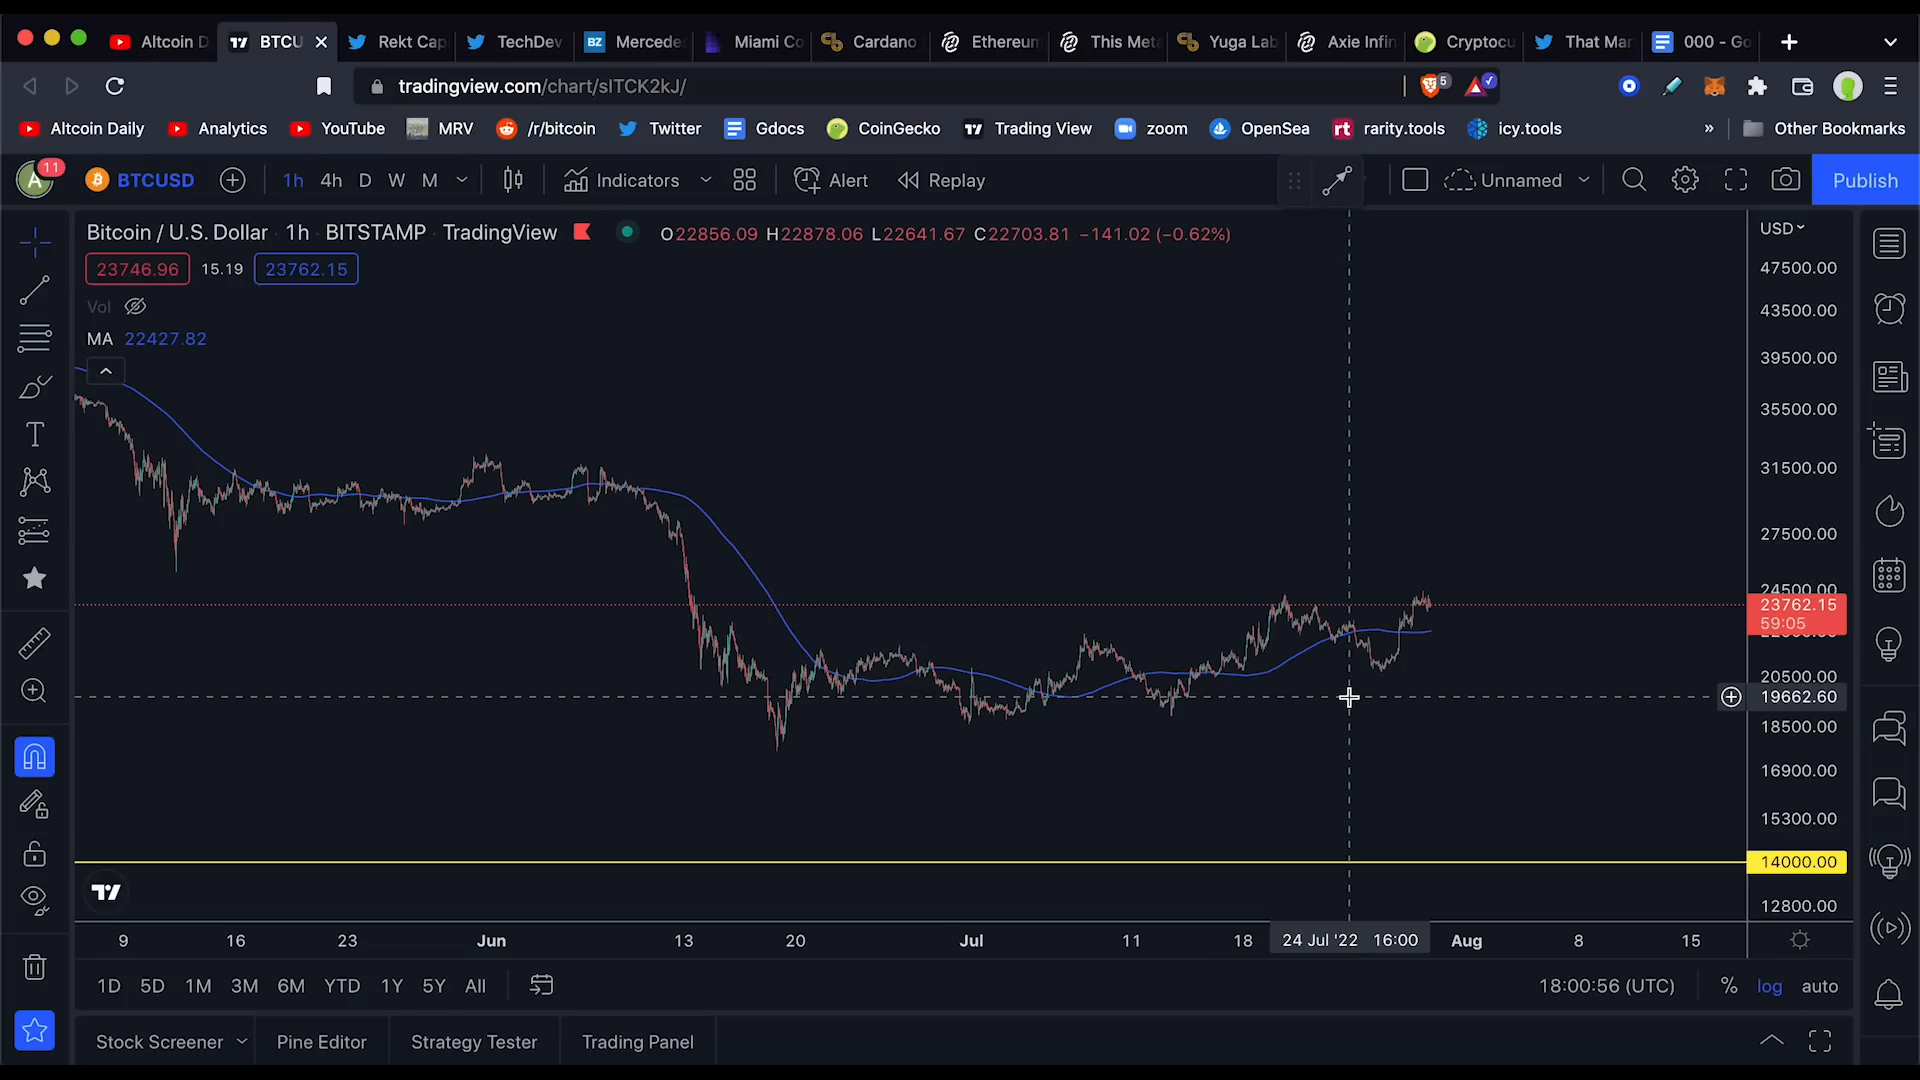 Altcoin D
BTCU
Rekt Cap
TechDev
BZ Mercede
Miami Co
Cardano
Ethereum
This Meta
Yuga Lab
Axie Infin
Cryptocu
That Mar
000 - Go
tradingview.com/chart/sITCK2kJ/
5
Altcoin Daily
Analytics
YouTube
MRV
/r/bitcoin
Twitter
Gdocs
CoinGecko
Trading View
zoom
OpenSea
rt rarity.tools
icy.tools
» Other Bookmarks
A 11
BTCUSD
1h 4h D W M
Indicators
Alert
Replay
Unnamed
Publish
Bitcoin / U.S. Dollar 1h BITSTAMP TradingView
O22856.09 H22878.06 L22641.67 C22703.81 −141.02 (−0.62%)
USD
23746.96 15.19 23762.15
Vol
MA 22427.82
47500.00
43500.00
39500.00
35500.00
31500.00
27500.00
24500.00
23762.15
59:05
20500.00
19662.60
18500.00
16900.00
15300.00
14000.00
12800.00
9 16 23 Jun 13 20 Jul 11 18 24 Jul '22 16:00 Aug 8 15
1D 5D 1M 3M 6M YTD 1Y 5Y All
18:00:56 (UTC) % log auto
Stock Screener Pine Editor Strategy Tester Trading Panel